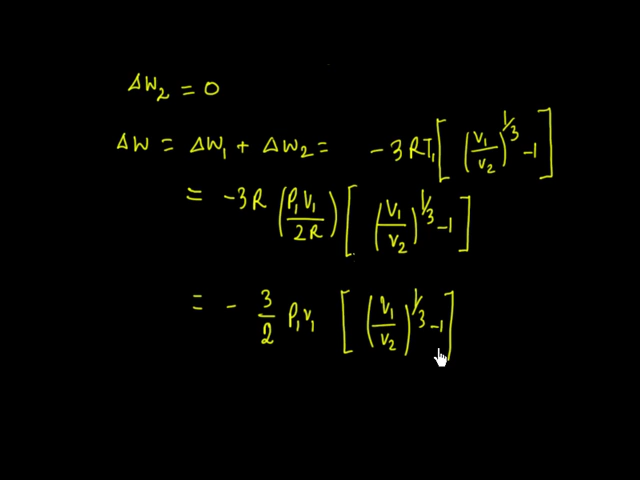 ΔW₂ = 0
ΔW = ΔW₁ + ΔW₂ = -3RT₁[(V₁/V₂)^1/3 -1]
= -3R (P₁V₁/2R) [(V₁/V₂)^1/3 -1]
= - 3/2 P₁V₁ [(V₁/V₂)^1/3 -1]